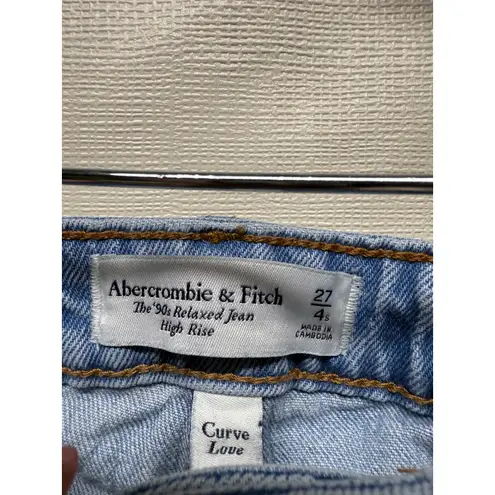 Abercrombie & Fitch
The '90s Relaxed Jean
High Rise
27
4s
MADE IN
CAMBODIA
Curve
Love